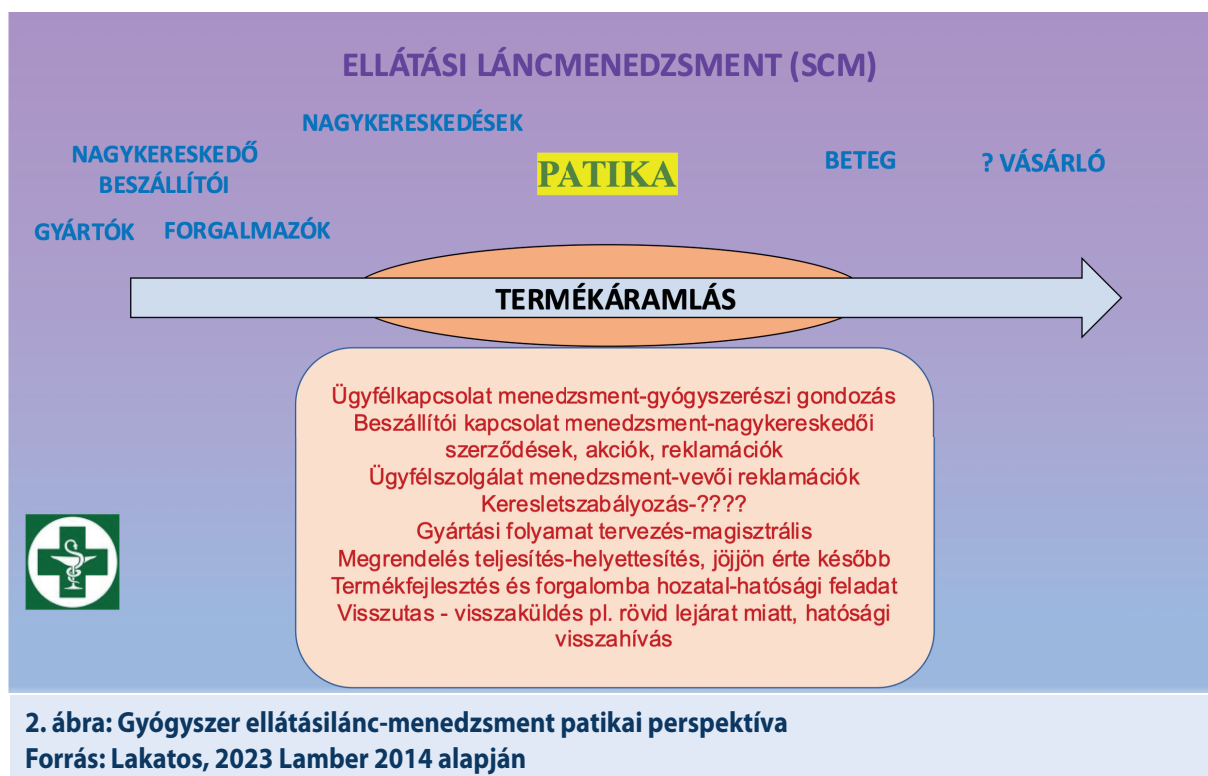 ELLÁTÁSI LÁNCMENEDZSMENT (SCM)
NAGYKERESKEDÉSEK
NAGYKERESKEDŐ
BESZÁLLÍTÓI
PATIKA
BETEG
? VÁSÁRLÓ
GYÁRTÓK
FORGALMAZÓK
TERMÉKÁRAMLÁS
Ügyfélkapcsolat menedzsment-gyógyszerészi gondozás
Beszállítói kapcsolat menedzsment-nagykereskedői
szerződések, akciók, reklamációk
Ügyfélszolgálat menedzsment-vevői reklamációk
Keresletszabályozás-????
Gyártási folyamat tervezés-magisztrális
Megrendelés teljesítés-helyettesítés, jöjjön érte később
Termékfejlesztés és forgalomba hozatal-hatósági feladat
Visszutas - visszaküldés pl. rövid lejárat miatt, hatósági
visszahívás
2. ábra: Gyógyszer ellátásilánc-menedzsment patikai perspektíva
Forrás: Lakatos, 2023 Lamber 2014 alapján